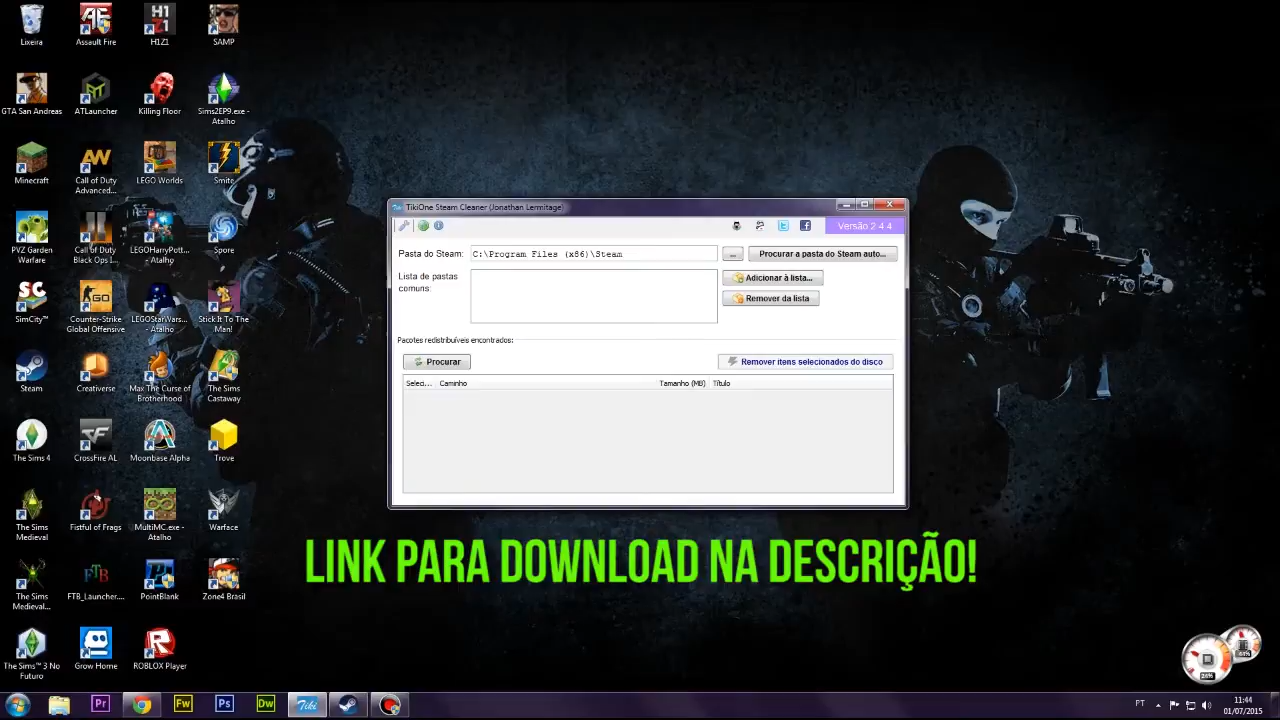 Lixeira
Assault Fire
H1Z1
SAMP
GTA San Andreas
ATLauncher
Killing Floor
Sims2EP9.exe -
Atalho
Minecraft
Call of Duty
Advanced...
LEGO Worlds
Smite
PVZ Garden
Warfare
Call of Duty
Black Ops I...
LEGOHarryPott...
- Atalho
Spore
SimCity™
Counter-Strike
Global Offensive
LEGOStarWars...
- Atalho
Stick It To The
Man!
Steam
Creativerse
Max The Curse of
Brotherhood
The Sims
Castaway
The Sims 4
CrossFire AL
Moonbase Alpha
Trove
The Sims
Medieval
Fistful of Frags
MultiMC.exe -
Atalho
Warface
The Sims
Medieval...
FTB_Launcher....
PointBlank
Zone4 Brasil
The Sims™ 3 No
Futuro
Grow Home
ROBLOX Player
TikiOne Steam Cleaner (Jonathan Lermitage)
Versão 2.4.4
Pasta do Steam:
C:\Program Files (x86)\Steam
...
Procurar a pasta do Steam auto...
Lista de pastas
comuns:
Adicionar à lista...
Remover da lista
Pacotes redistribuíveis encontrados:
Procurar
Remover itens selecionados do disco
Seleci... Caminho Tamanho (MB) Título
LINK PARA DOWNLOAD NA DESCRIÇÃO!
Pr
Fw
Ps
Dw
Tiki
PT
11:44
01/07/2015